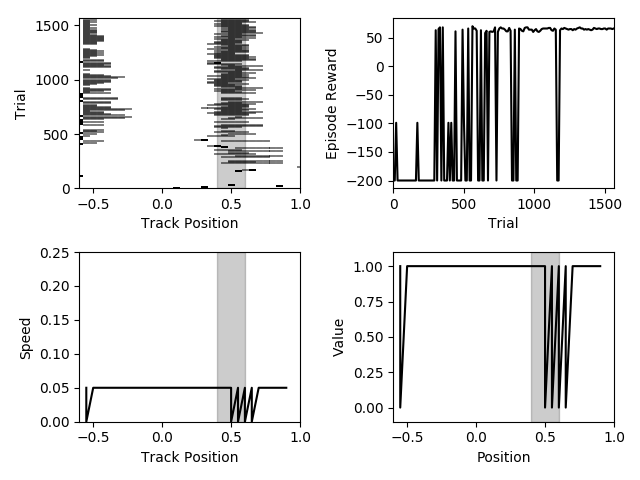 1500
1000
500
0
Trial
−0.5 0.0 0.5 1.0
Track Position
50
0
−50
−100
−150
−200
Episode Reward
0 500 1000 1500
Trial
0.25
0.20
0.15
0.10
0.05
0.00
Speed
−0.5 0.0 0.5 1.0
Track Position
1.00
0.75
0.50
0.25
0.00
Value
−0.5 0.0 0.5 1.0
Position